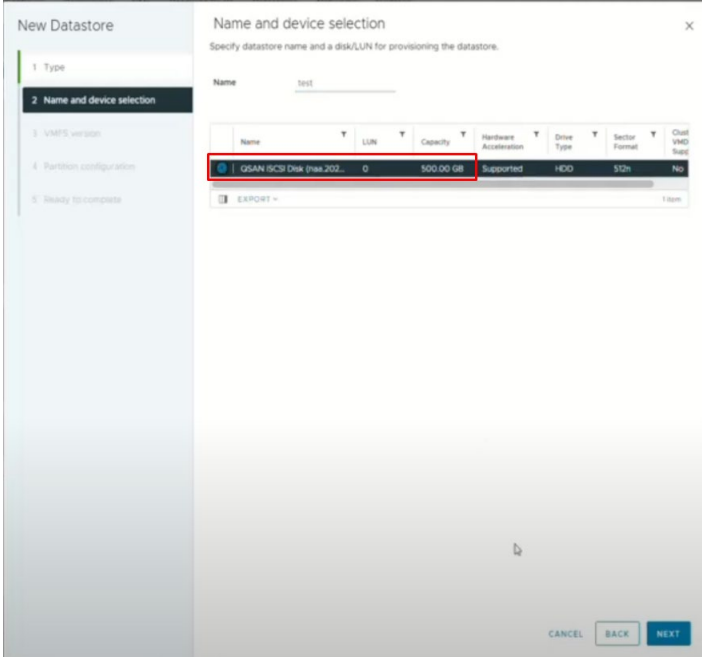 New Datastore
1 Type
2 Name and device selection
3 VMFS version
4 Partition configuration
5 Ready to complete
Name and device selection
Specify datastore name and a disk/LUN for provisioning the datastore.
Name test
Name LUN Capacity Hardware Acceleration Drive Type Sector Format Clust VMD Supp
QSAN iSCSI Disk (naa.202... 0 500.00 GB Supported HDD 512n No
EXPORT
1 item
CANCEL BACK NEXT